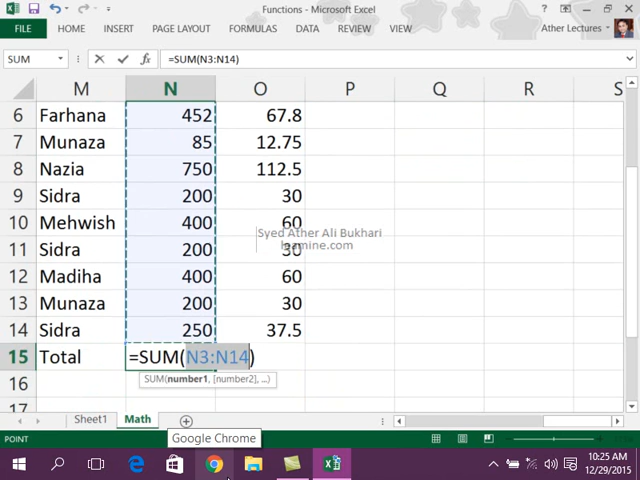 Functions - Microsoft Excel
FILE HOME INSERT PAGE LAYOUT FORMULAS DATA REVIEW VIEW Ather Lectures
SUM =SUM(N3:N14)
M N O P Q R S
6 Farhana 452 67.8
7 Munaza 85 12.75
8 Nazia 750 112.5
9 Sidra 200 30
10 Mehwish 400 60
Syed Ather Ali Bukhari
11 Sidra 200 30
learnine.com
12 Madiha 400 60
13 Munaza 200 30
14 Sidra 250 37.5
15 Total =SUM(N3:N14)
16 SUM(number1, [number2], ...)
17
Sheet1 Math
Google Chrome
POINT
10:25 AM
12/29/2015